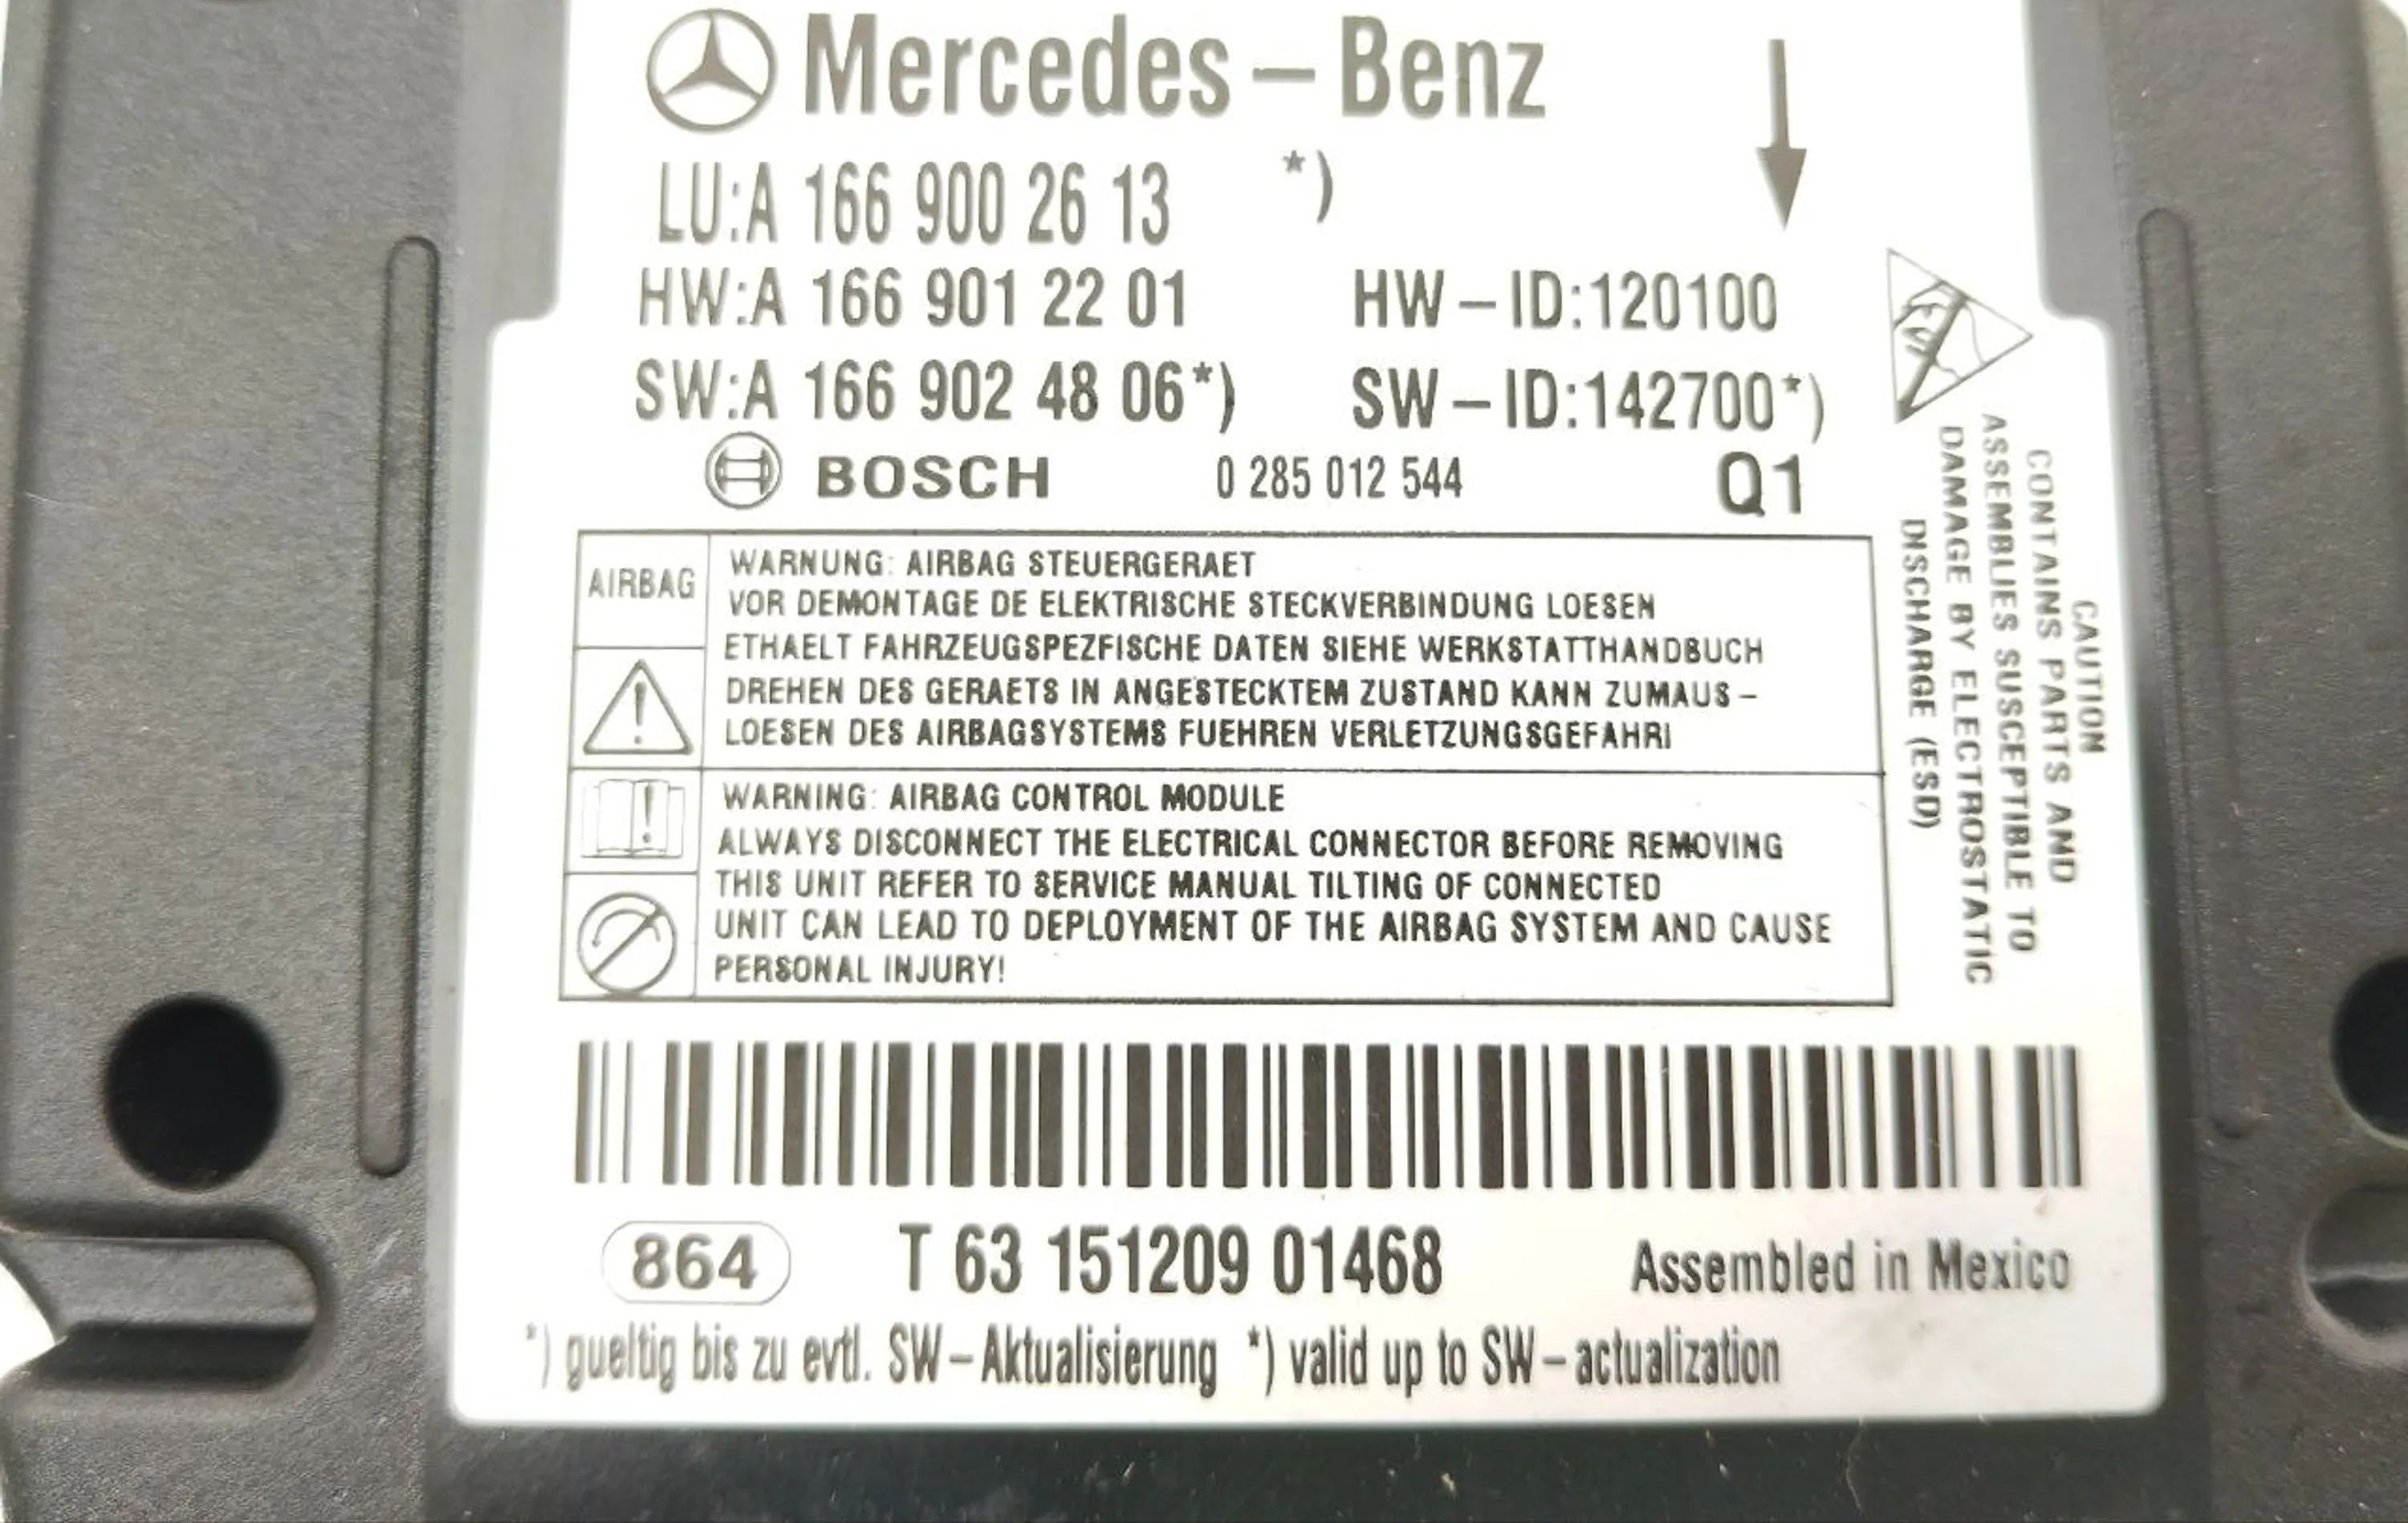 Mercedes-Benz
LU:A 166 900 26 13 *)
HW:A 166 901 22 01 HW-ID:120100
SW:A 166 902 48 06*) SW-ID:142700*)
BOSCH 0 285 012 544 Q1
AIRBAG
WARNUNG: AIRBAG STEUERGERAET
VOR DEMONTAGE DE ELEKTRISCHE STECKVERBINDUNG LOESEN
ETHAELT FAHRZEUGSPEZFISCHE DATEN SIEHE WERKSTATTHANDBUCH
DREHEN DES GERAETS IN ANGESTECKTEM ZUSTAND KANN ZUMAUS-
LOESEN DES AIRBAGSYSTEMS FUEHREN VERLETZUNGSGEFAHRI
WARNING: AIRBAG CONTROL MODULE
ALWAYS DISCONNECT THE ELECTRICAL CONNECTOR BEFORE REMOVING
THIS UNIT REFER TO SERVICE MANUAL TILTING OF CONNECTED
UNIT CAN LEAD TO DEPLOYMENT OF THE AIRBAG SYSTEM AND CAUSE
PERSONAL INJURY!
CAUTION
CONTAINS PARTS AND
ASSEMBLIES SUSCEPTIBLE TO
DAMAGE BY ELECTROSTATIC
DISCHARGE (ESD)
864 T 63 151209 01468 Assembled in Mexico
*) gueltig bis zu evtl. SW-Aktualisierung *) valid up to SW-actualization